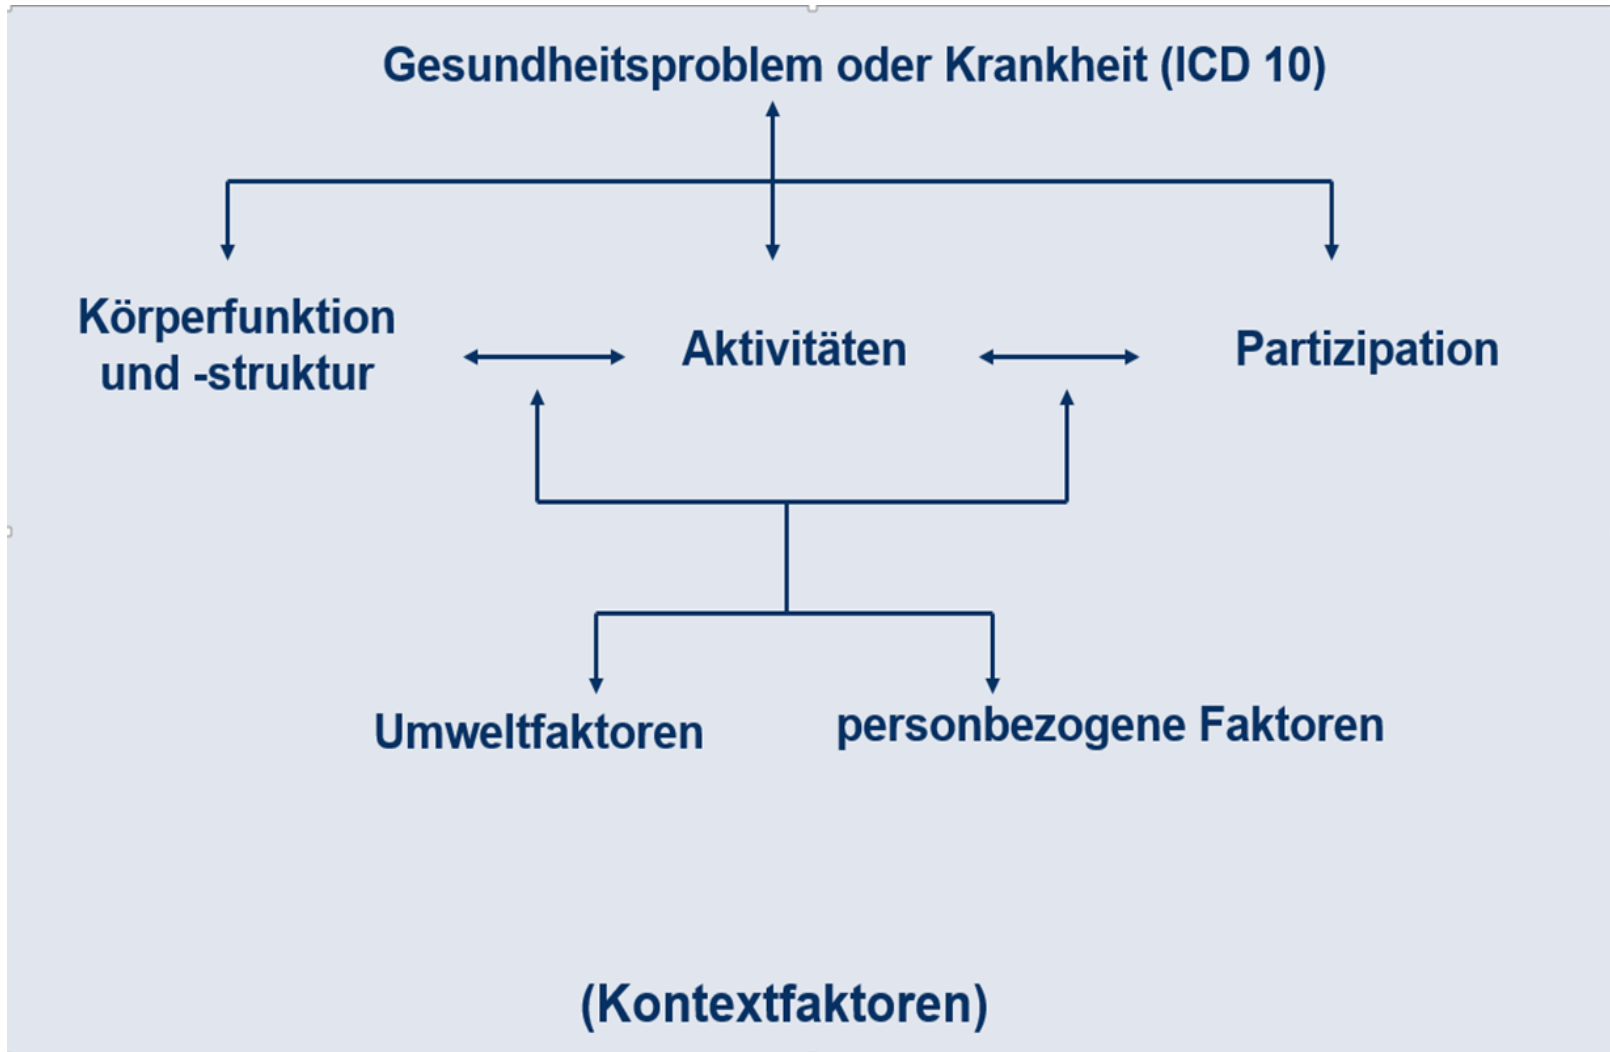 Gesundheitsproblem oder Krankheit (ICD 10)
Körperfunktion
und -struktur
Aktivitäten
Partizipation
Umweltfaktoren
personbezogene Faktoren
(Kontextfaktoren)